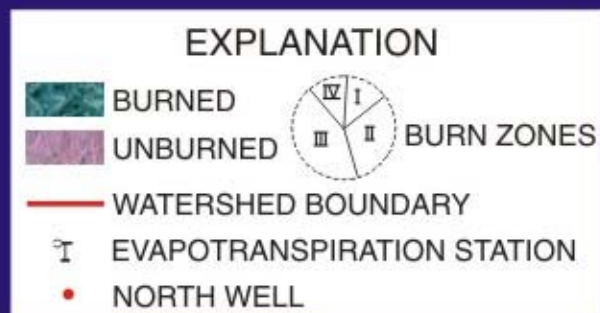 EXPLANATION
BURNED
UNBURNED
IV I
III II
BURN ZONES
WATERSHED BOUNDARY
EVAPOTRANSPIRATION STATION
NORTH WELL